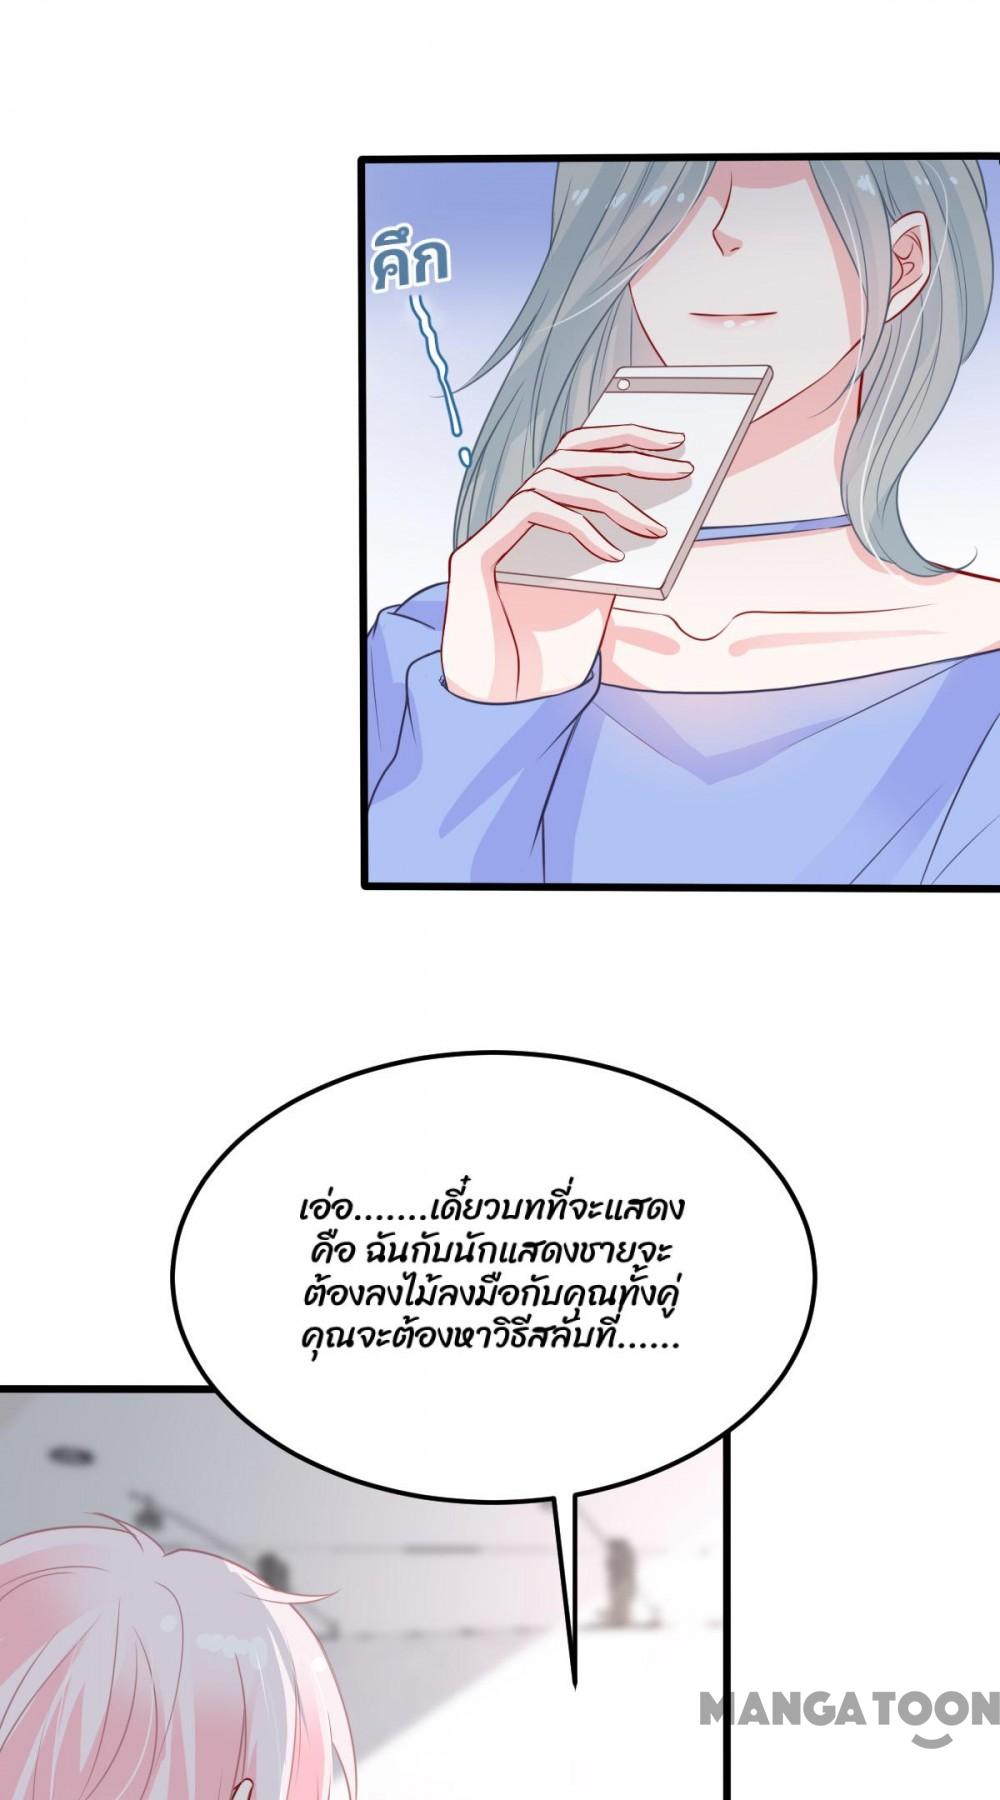 คึก
เอ่อ.......เดี๋ยวบทที่จะแสดง
คือ ฉันกับนักแสดงชายจะ
ต้องลงไม้ลงมือกับคุณทั้งคู่
คุณจะต้องหาวิธีสลับที่......
MANGATOON